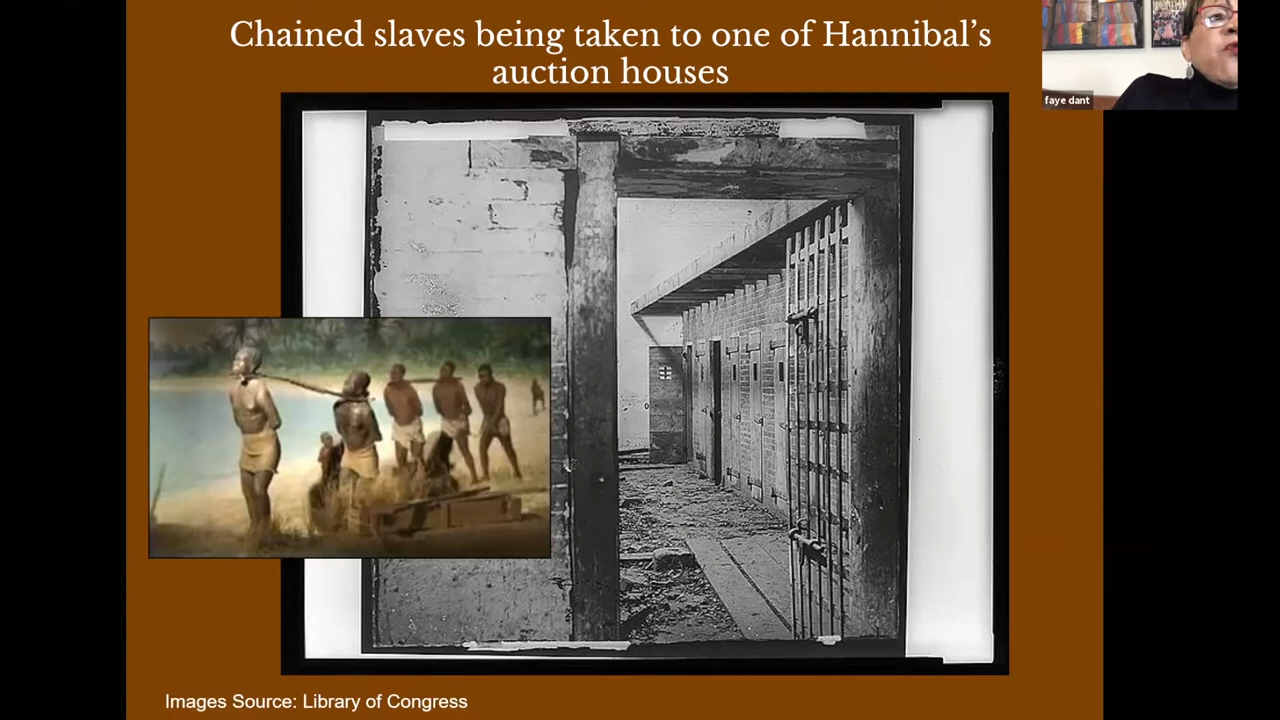 Chained slaves being taken to one of Hannibal’s
auction houses
faye dant
Images Source: Library of Congress